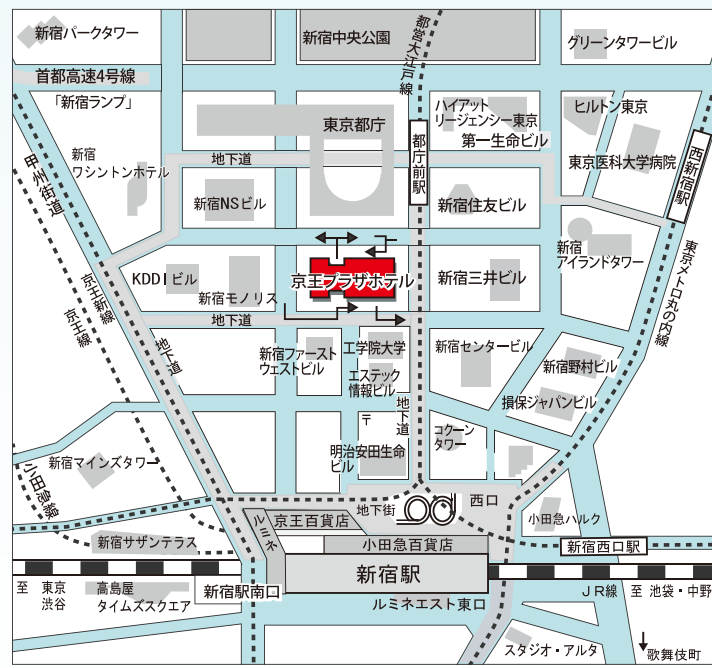 新宿パークタワー
新宿中央公園
都営大江戸線
グリーンタワービル
首都高速4号線
「新宿ランプ」
東京都庁
ハイアット
リージェンシー東京
ヒルトン東京
第一生命ビル
都庁前駅
西新宿駅
甲州街道
新宿
ワシントンホテル
地下道
東京医科大学病院
新宿NSビル
新宿住友ビル
京王新線
京王線
KDDIビル
新宿モノリス
京王プラザホテル
新宿三井ビル
新宿
アイランドタワー
東京メトロ丸の内線
地下道
地下道
新宿ファースト
ウェストビル
工学院大学
エステック
情報ビル
新宿センタービル
新宿野村ビル
損保ジャパンビル
地下道
〒
明治安田生命
ビル
コクーン
タワー
新宿マインズタワー
小田急線
ルミネ
京王百貨店
地下街
西口
小田急ハルク
新宿サザンテラス
小田急百貨店
新宿西口駅
新宿駅
至 東京
渋谷
高島屋
タイムズスクエア
新宿駅南口
ルミネエスト東口
JR線 至 池袋・中野
スタジオ・アルタ
歌舞伎町